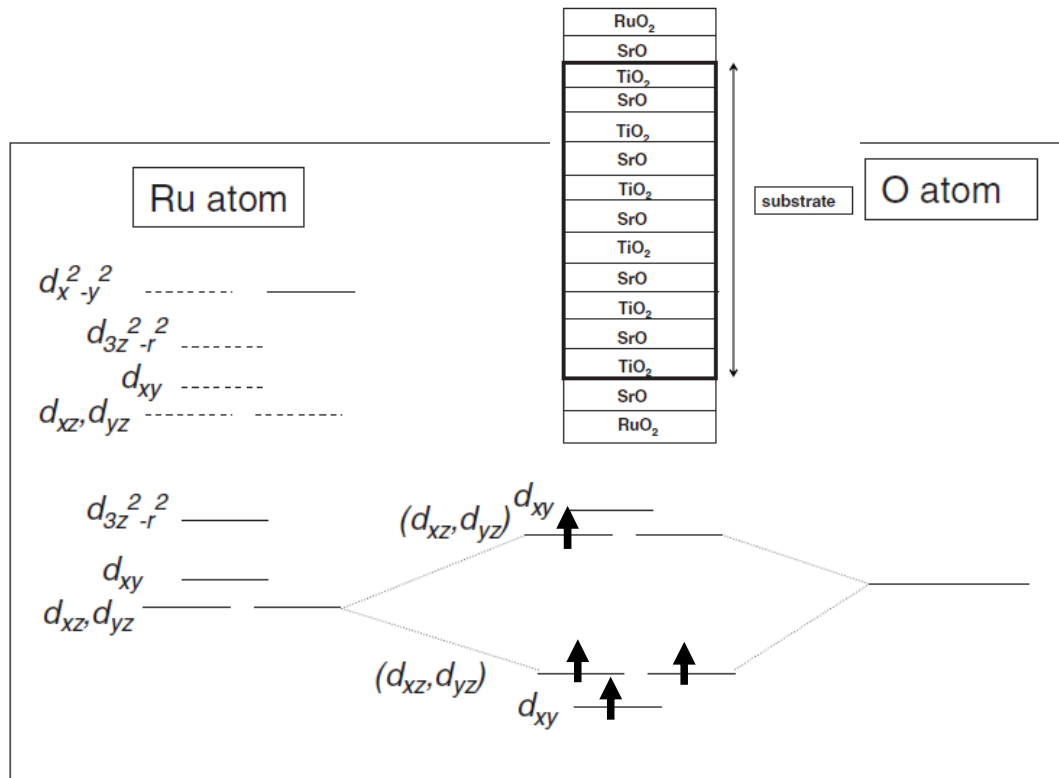 RuO2
SrO
TiO2
SrO
TiO2
SrO
TiO2
SrO
TiO2
SrO
TiO2
SrO
TiO2
SrO
RuO2
substrate
Ru atom
O atom
dx²-y²
d3z²-r²
dxy
dxz,dyz
d3z²-r²
dxy
dxz,dyz
dxy
(dxz,dyz)
(dxz,dyz)
dxy